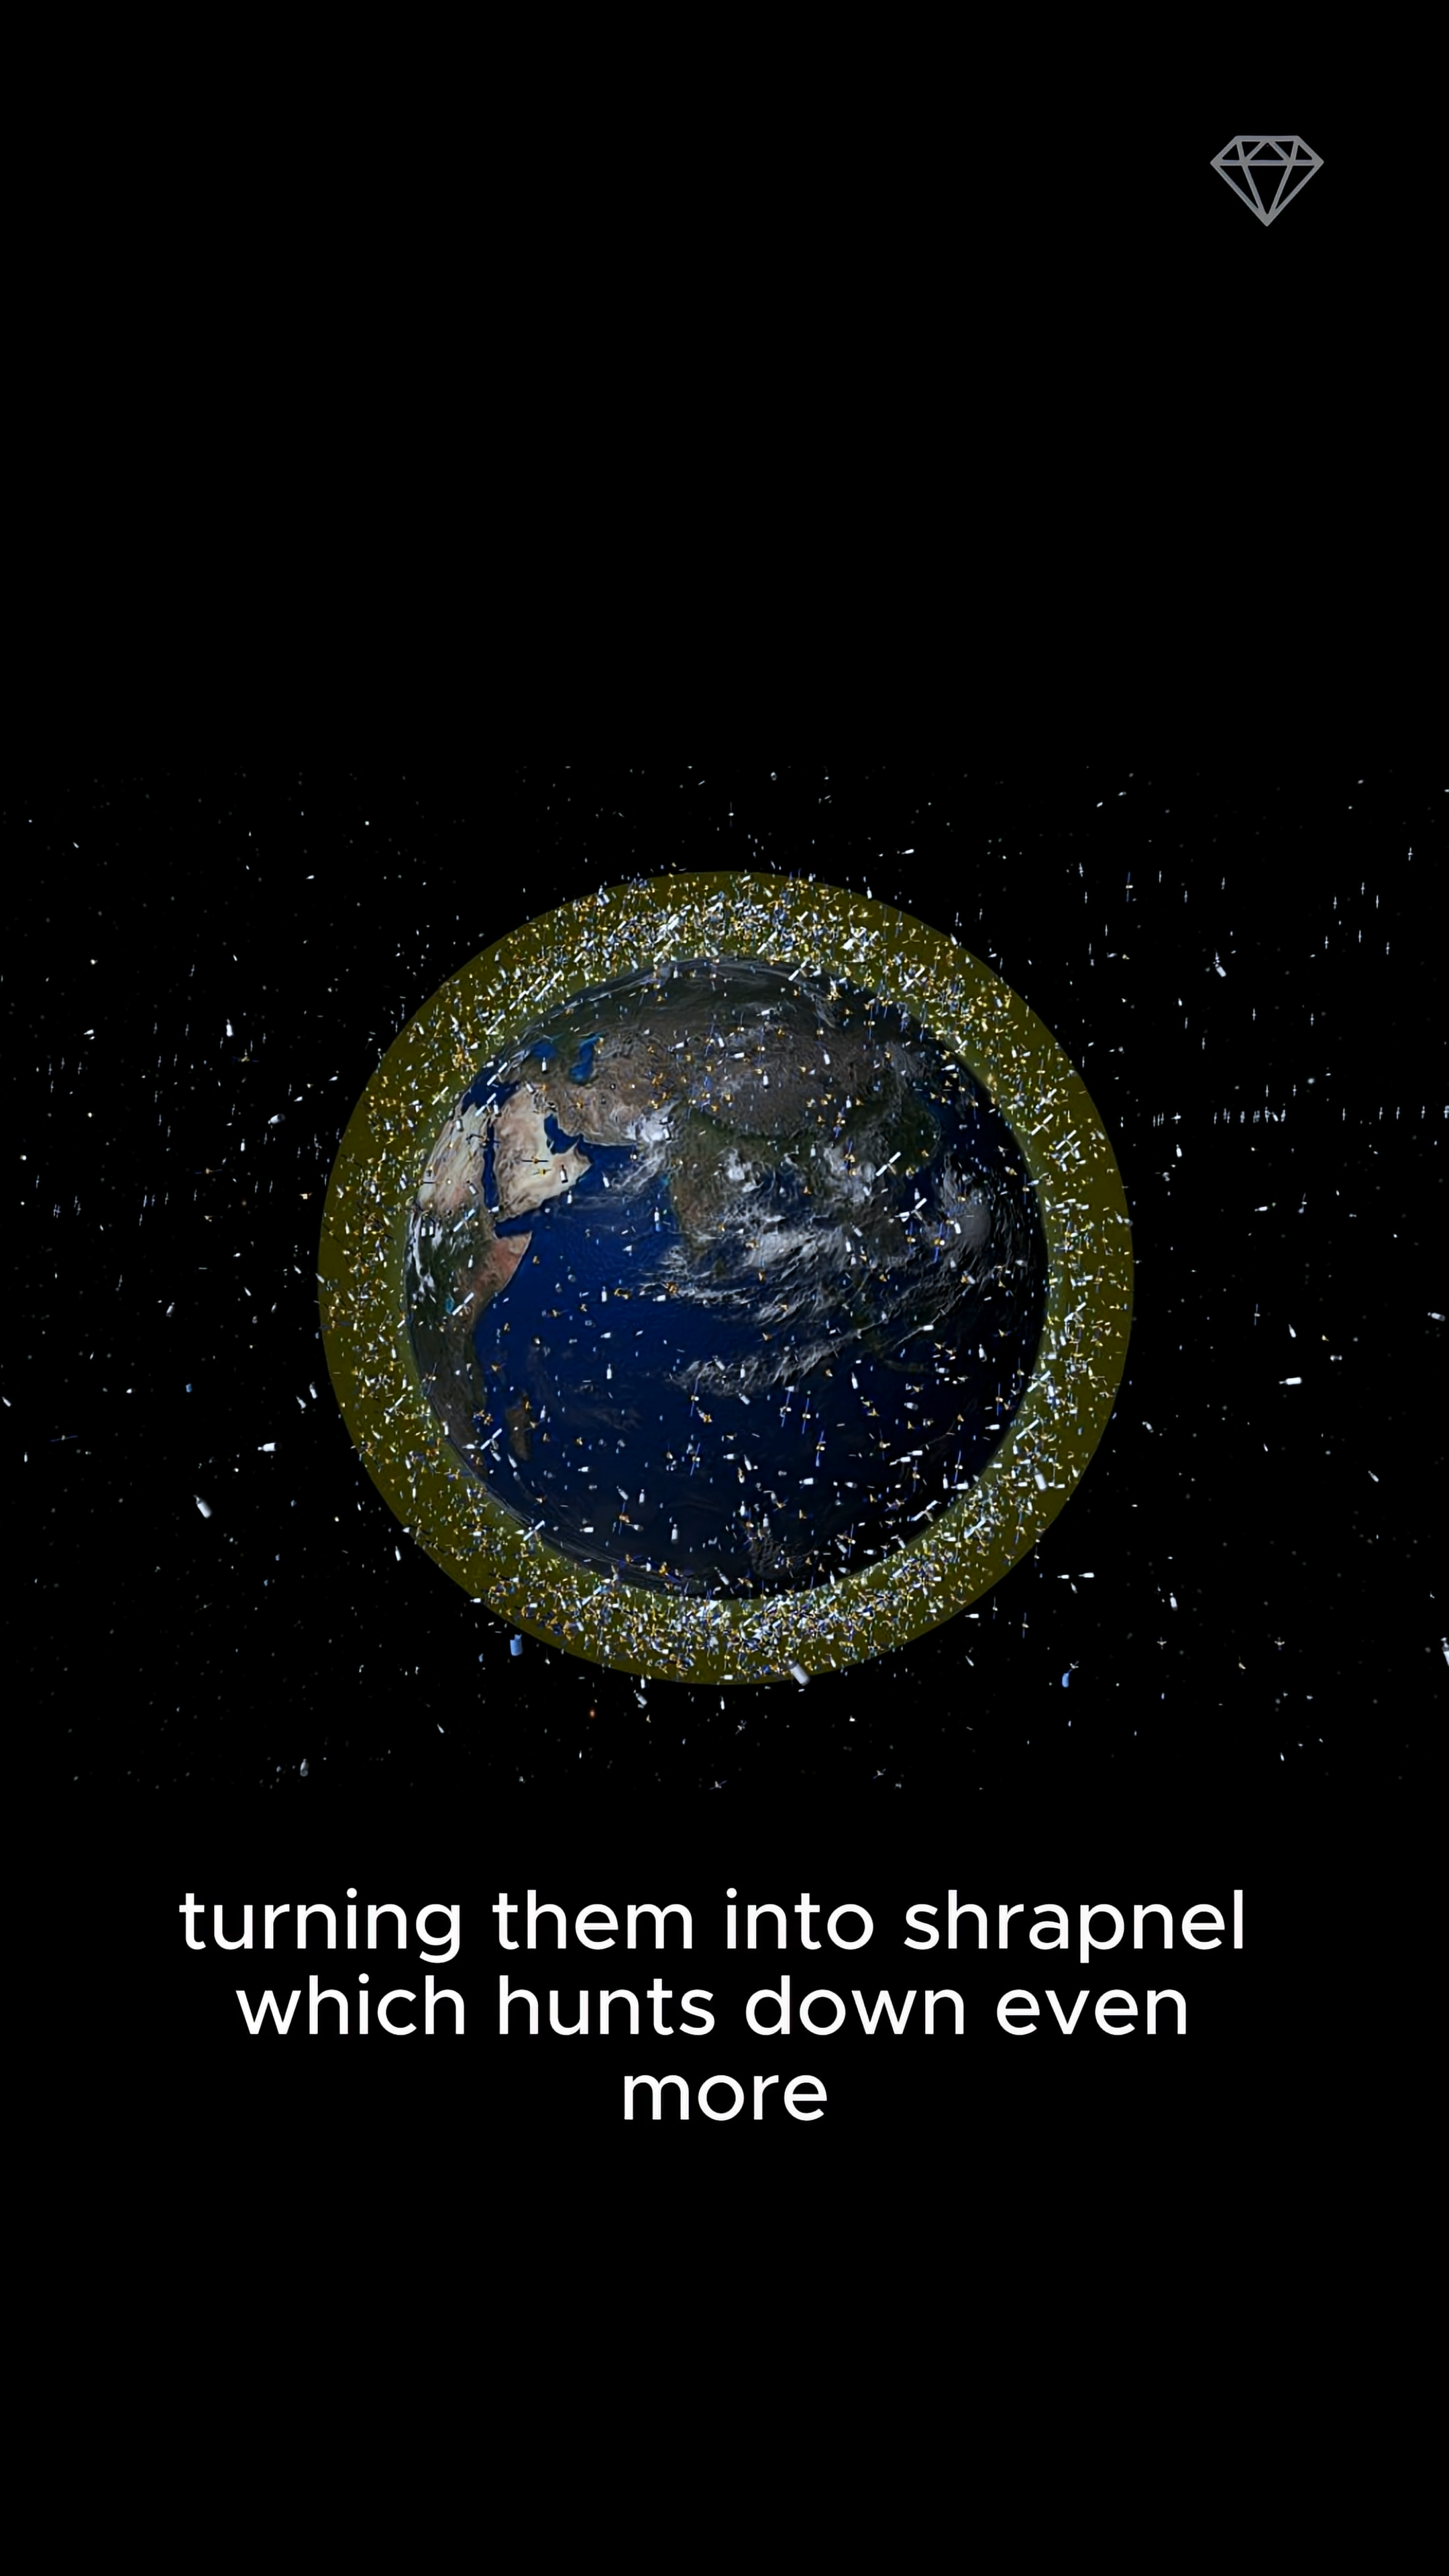 turning them into shrapnel
which hunts down even
more